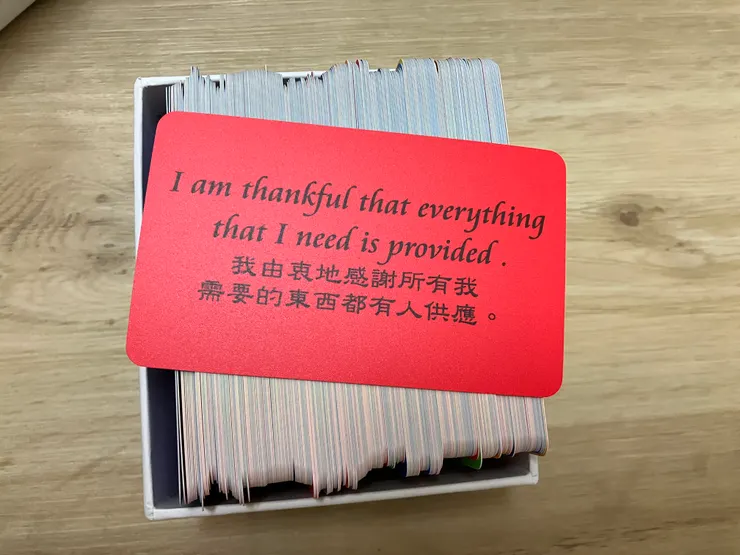 I am thankful that everything
that I need is provided .
我由衷地感謝所有我
需要的東西都有人供應。